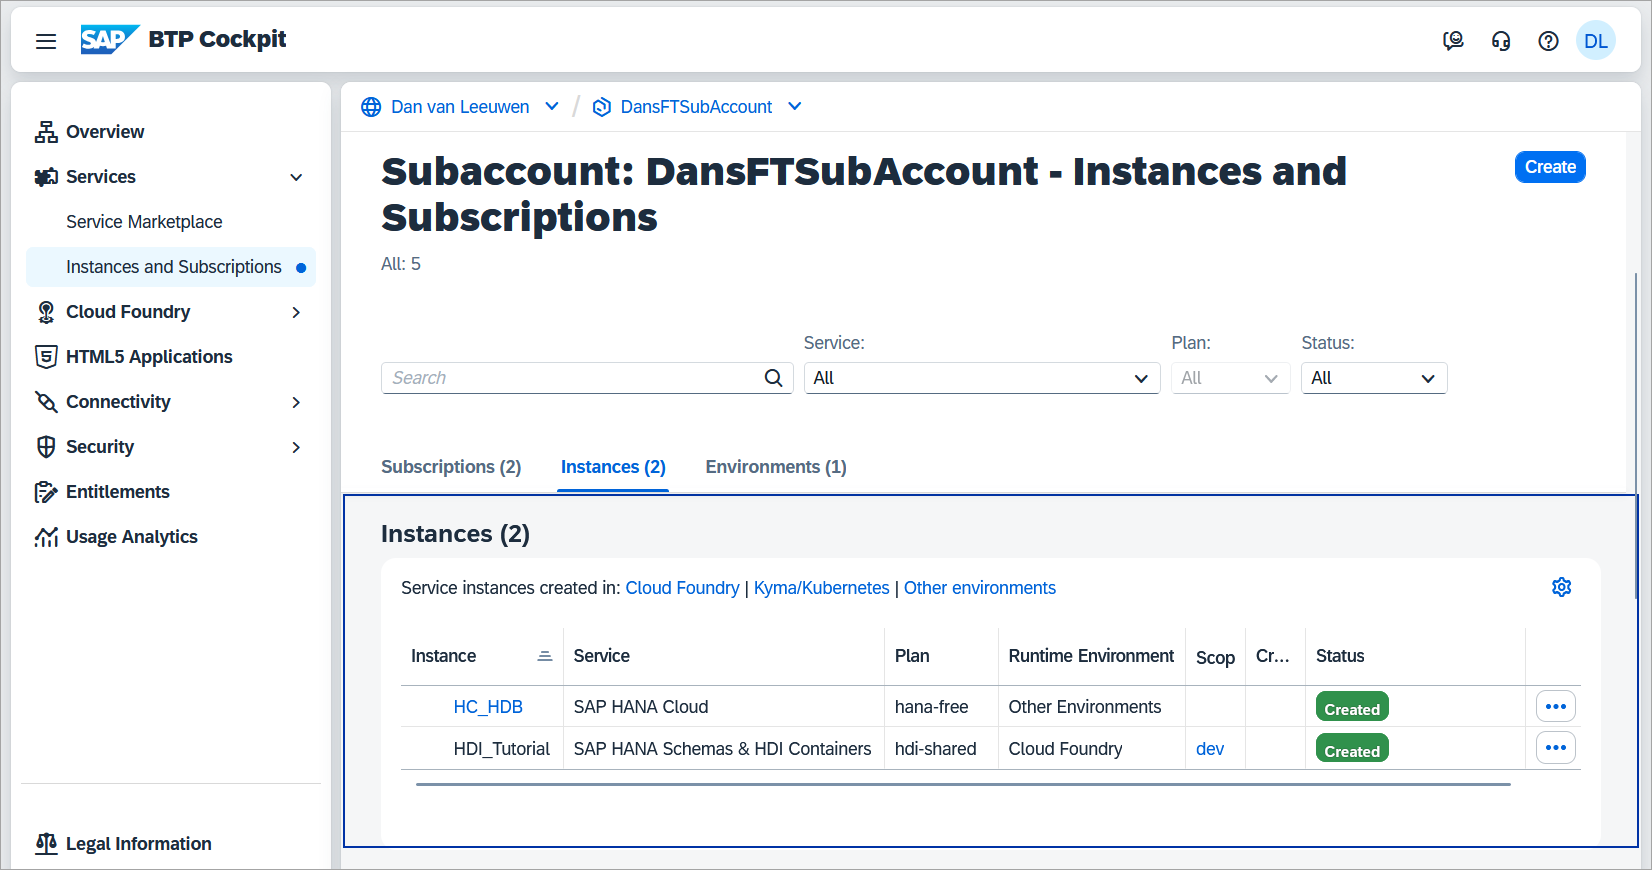 SAP BTP Cockpit
DL
Overview
Services
Service Marketplace
Instances and Subscriptions
Cloud Foundry
HTML5 Applications
Connectivity
Security
Entitlements
Usage Analytics
Legal Information
Dan van Leeuwen / DansFTSubAccount
Subaccount: DansFTSubAccount - Instances and
Subscriptions
Create
All: 5
Service: Plan: Status:
Search All All All
Subscriptions (2) Instances (2) Environments (1)
Instances (2)
Service instances created in: Cloud Foundry | Kyma/Kubernetes | Other environments
Instance Service Plan Runtime Environment Scop Cr... Status
HC_HDB SAP HANA Cloud hana-free Other Environments Created
HDI_Tutorial SAP HANA Schemas & HDI Containers hdi-shared Cloud Foundry dev Created